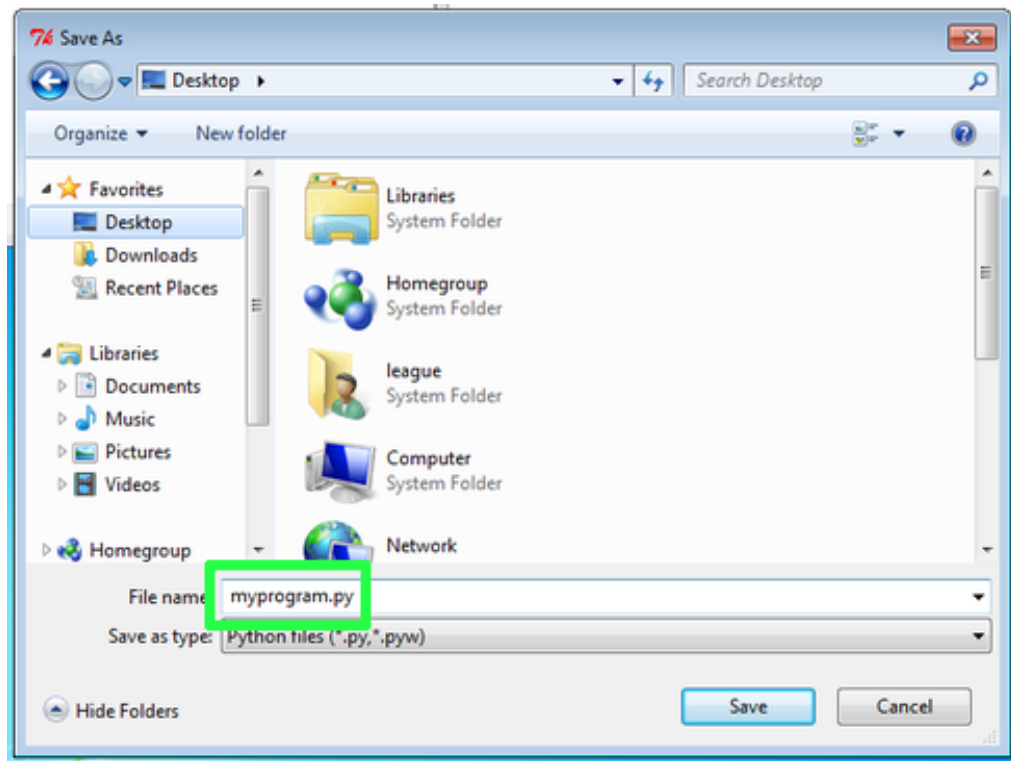 Save As
Desktop
Search Desktop
Organize
New folder
Favorites
Desktop
Downloads
Recent Places
Libraries
Documents
Music
Pictures
Videos
Homegroup
Libraries
System Folder
Homegroup
System Folder
league
System Folder
Computer
System Folder
Network
File name
myprogram.py
Save as type: Python files (*.py,*.pyw)
Hide Folders
Save
Cancel